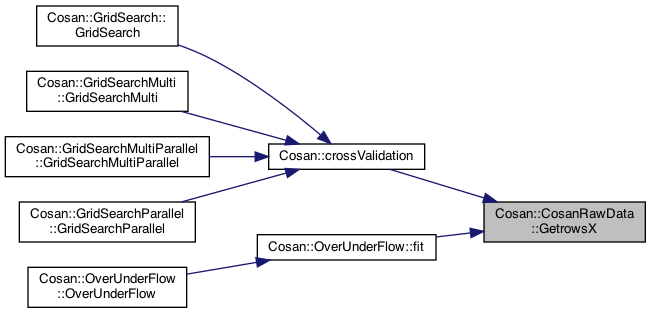 Cosan::GridSearch::
GridSearch
Cosan::GridSearchMulti
::GridSearchMulti
Cosan::GridSearchMultiParallel
::GridSearchMultiParallel
Cosan::crossValidation
Cosan::GridSearchParallel
::GridSearchParallel
Cosan::CosanRawData
::GetrowsX
Cosan::OverUnderFlow::fit
Cosan::OverUnderFlow
::OverUnderFlow